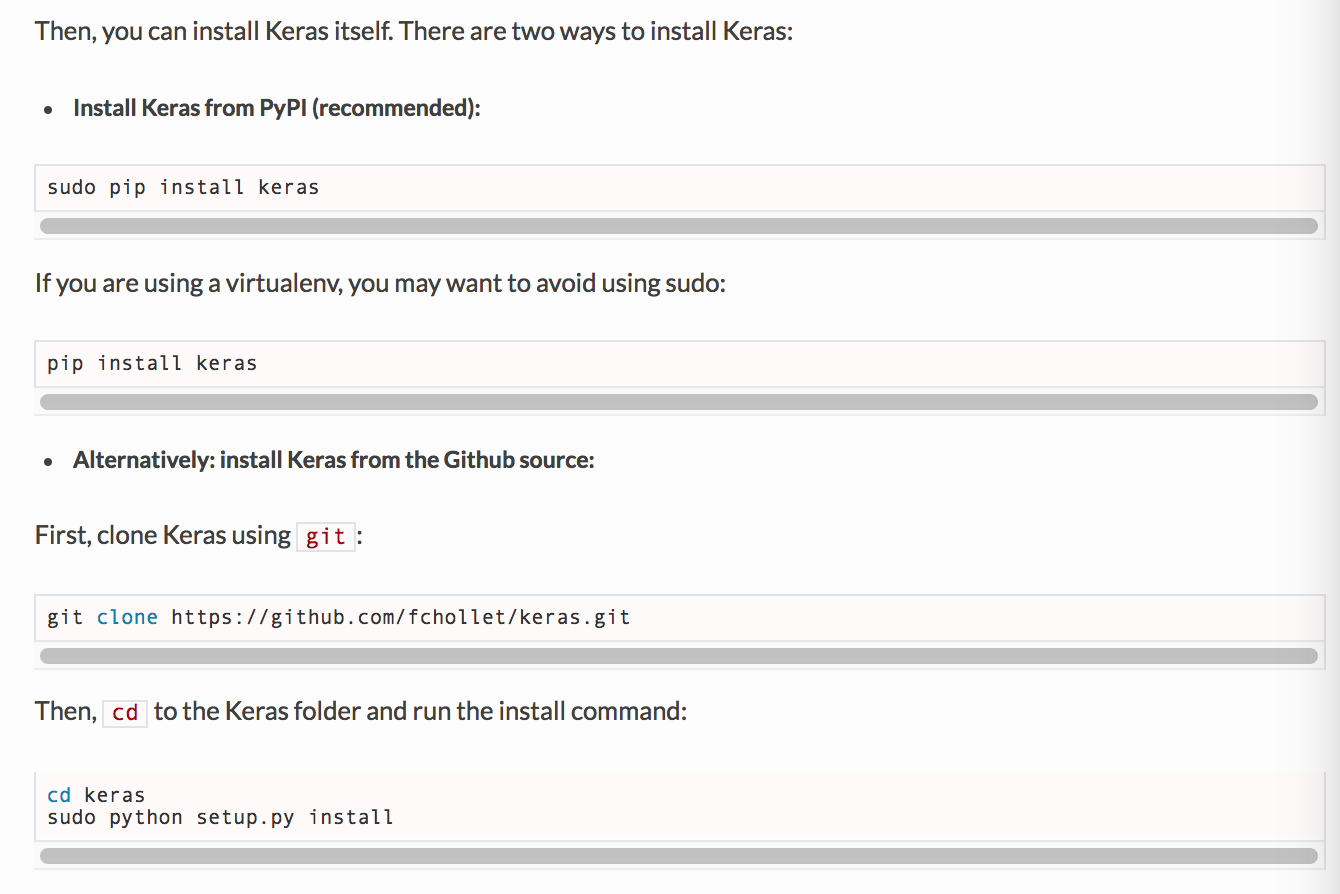 Then, you can install Keras itself. There are two ways to install Keras:
• Install Keras from PyPI (recommended):
sudo pip install keras
If you are using a virtualenv, you may want to avoid using sudo:
pip install keras
• Alternatively: install Keras from the Github source:
First, clone Keras using git:
git clone https://github.com/fchollet/keras.git
Then, cd to the Keras folder and run the install command:
cd keras
sudo python setup.py install